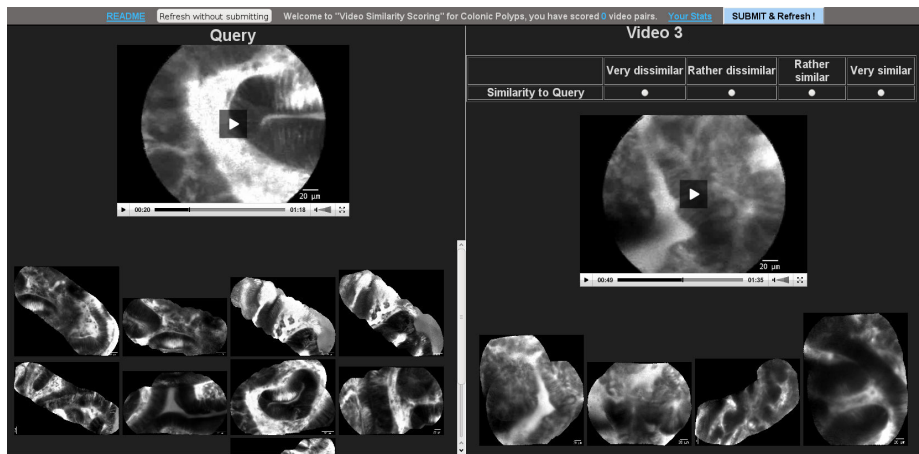 README Refresh without submitting Welcome to "Video Similarity Scoring" for Colonic Polyps, you have scored 0 video pairs. Your Stats SUBMIT & Refresh !
Query
20 µm
00:20 01:18
Video 3
Very dissimilar Rather dissimilar Rather similar Very similar
Similarity to Query
20 µm
00:49 01:35